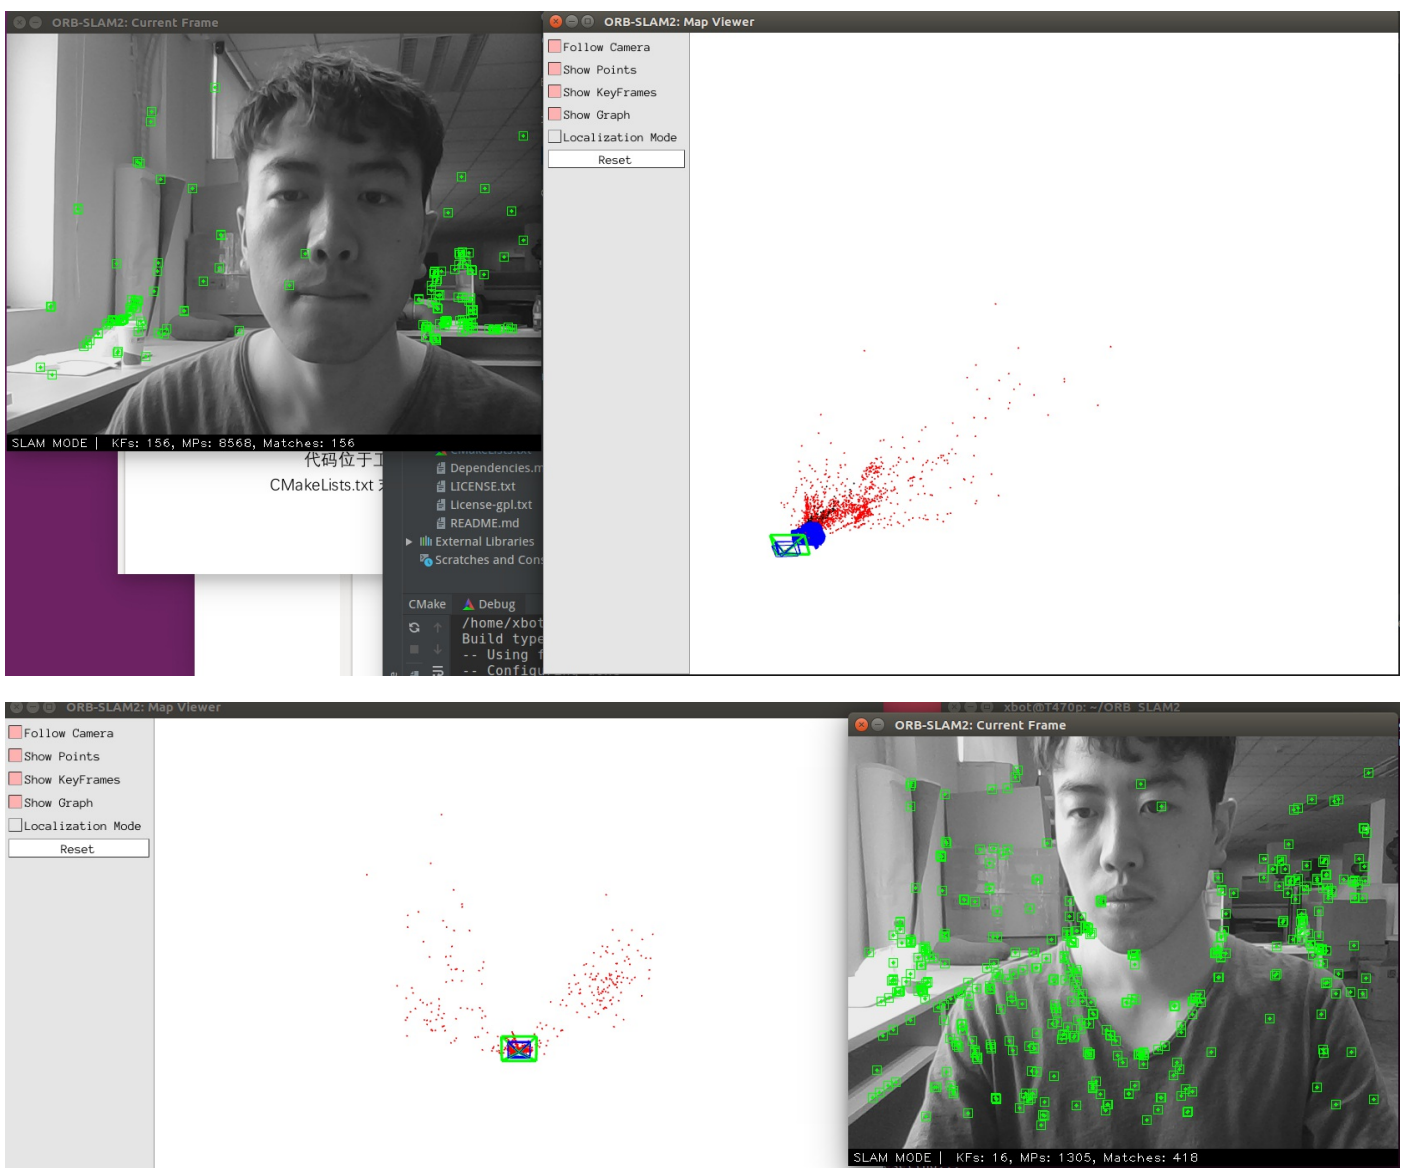 ORB-SLAM2: Current Frame
ORB-SLAM2: Map Viewer
Follow Camera
Show Points
Show KeyFrames
Show Graph
Localization Mode
Reset
SLAM MODE | KFs: 156, MPs: 8568, Matches: 156
代码位于
CMakeLists.txt
CMakeLists.txt
Dependencies.m
LICENSE.txt
License-gpl.txt
README.md
External Libraries
Scratches and Cons
CMake
Debug
/home/xbot
Build type
-- Using f
-- Configu
ORB-SLAM2: Map Viewer
xbot@T470p: ~/ORB_SLAM2
Follow Camera
Show Points
Show KeyFrames
Show Graph
Localization Mode
Reset
ORB-SLAM2: Current Frame
SLAM MODE | KFs: 16, MPs: 1305, Matches: 418